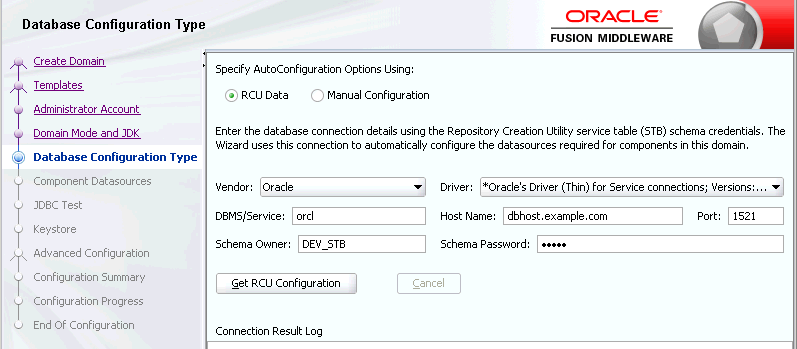 Database Configuration Type
ORACLE
FUSION MIDDLEWARE
Create Domain
Templates
Administrator Account
Domain Mode and JDK
Database Configuration Type
Component Datasources
JDBC Test
Keystore
Advanced Configuration
Configuration Summary
Configuration Progress
End Of Configuration
Specify AutoConfiguration Options Using:
RCU Data Manual Configuration
Enter the database connection details using the Repository Creation Utility service table (STB) schema credentials. The
Wizard uses this connection to automatically configure the datasources required for components in this domain.
Vendor: Oracle Driver: *Oracle's Driver (Thin) for Service connections; Versions:...
DBMS/Service: orcl Host Name: dbhost.example.com Port: 1521
Schema Owner: DEV_STB Schema Password: •••••
Get RCU Configuration Cancel
Connection Result Log